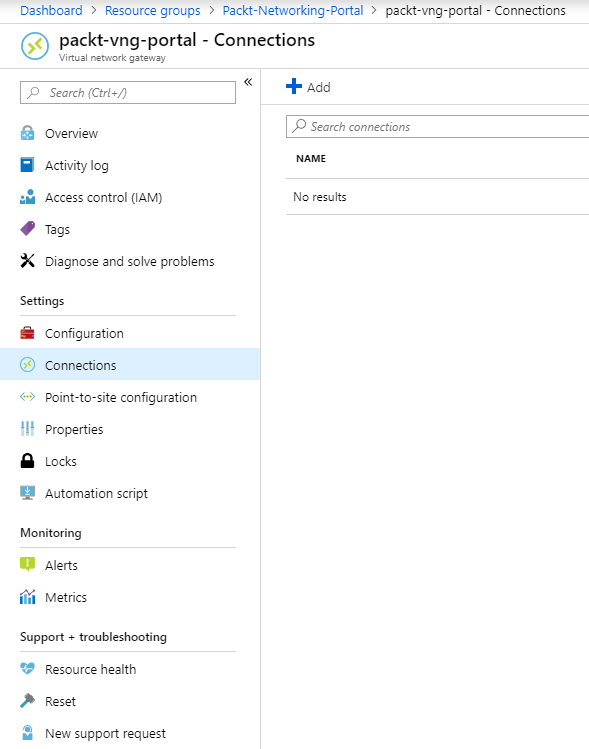 Dashboard > Resource groups > Packt-Networking-Portal > packt-vng-portal - Connections
packt-vng-portal - Connections
Virtual network gateway
Search (Ctrl+/)
Overview
Activity log
Access control (IAM)
Tags
Diagnose and solve problems
Settings
Configuration
Connections
Point-to-site configuration
Properties
Locks
Automation script
Monitoring
Alerts
Metrics
Support + troubleshooting
Resource health
Reset
New support request
Add
Search connections
NAME
No results